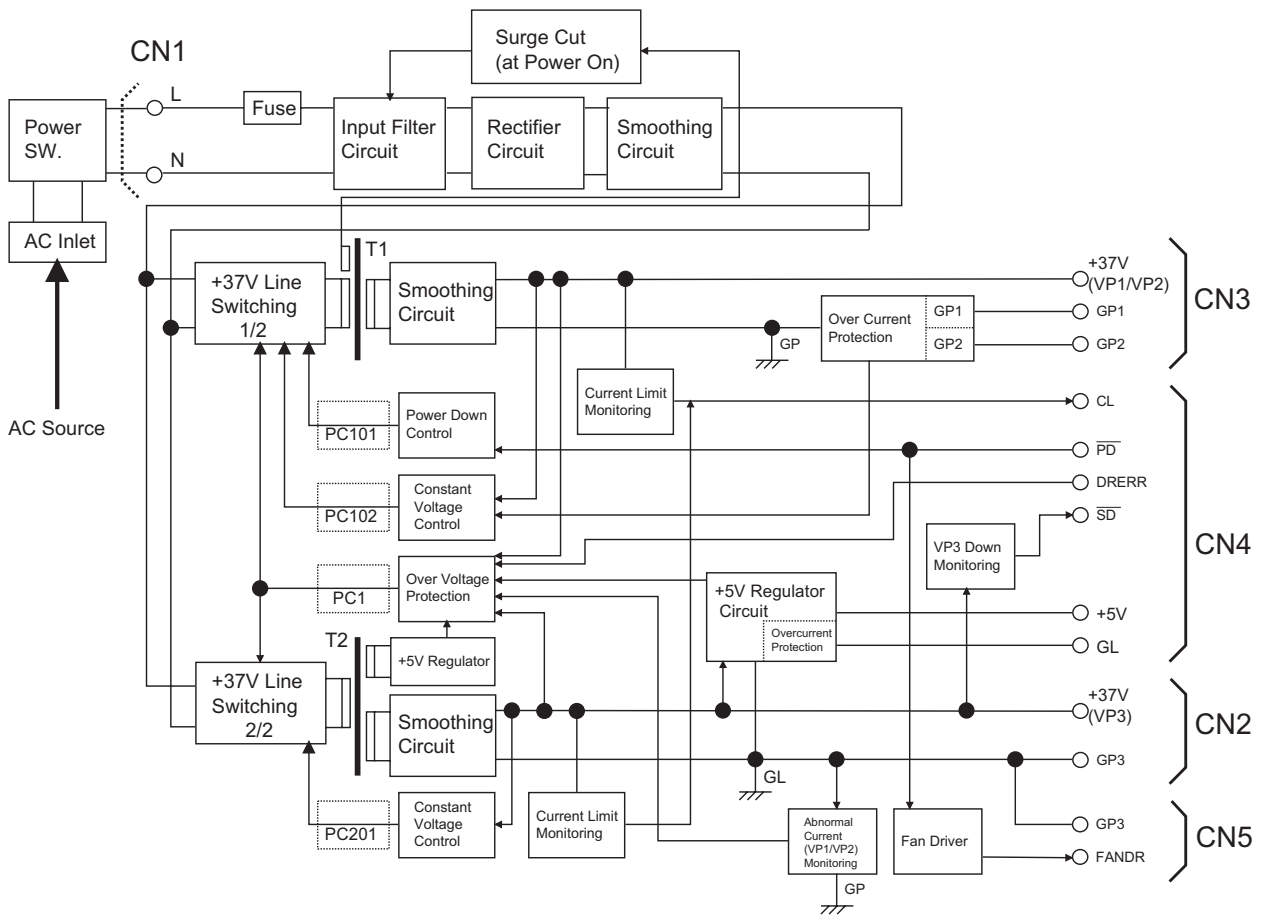 Surge Cut
(at Power On)
CN1
L
Fuse
Power
SW.
Input Filter
Circuit
Rectifier
Circuit
Smoothing
Circuit
N
AC Inlet
AC Source
T1
+37V Line
Switching
1/2
Smoothing
Circuit
+37V
(VP1/VP2)
CN3
GP
Over Current
Protection
GP1
GP2
GP1
GP2
Current Limit
Monitoring
CL
PC101
Power Down
Control
PD
DRERR
PC102
Constant
Voltage
Control
SD
VP3 Down
Monitoring
CN4
PC1
Over Voltage
Protection
+5V Regulator
Circuit
Overcurrent
Protection
+5V
GL
T2
+5V Regulator
+37V Line
Switching
2/2
Smoothing
Circuit
+37V
(VP3)
CN2
GL
GP3
PC201
Constant
Voltage
Control
Current Limit
Monitoring
Abnormal
Current
(VP1/VP2)
Monitoring
GP
Fan Driver
GP3
FANDR
CN5